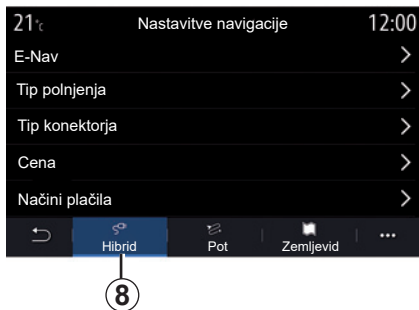 21°c Nastavitve navigacije 12:00
E-Nav
Tip polnjenja
Tip konektorja
Cena
Načini plačila
Hibrid Pot Zemljevid
8